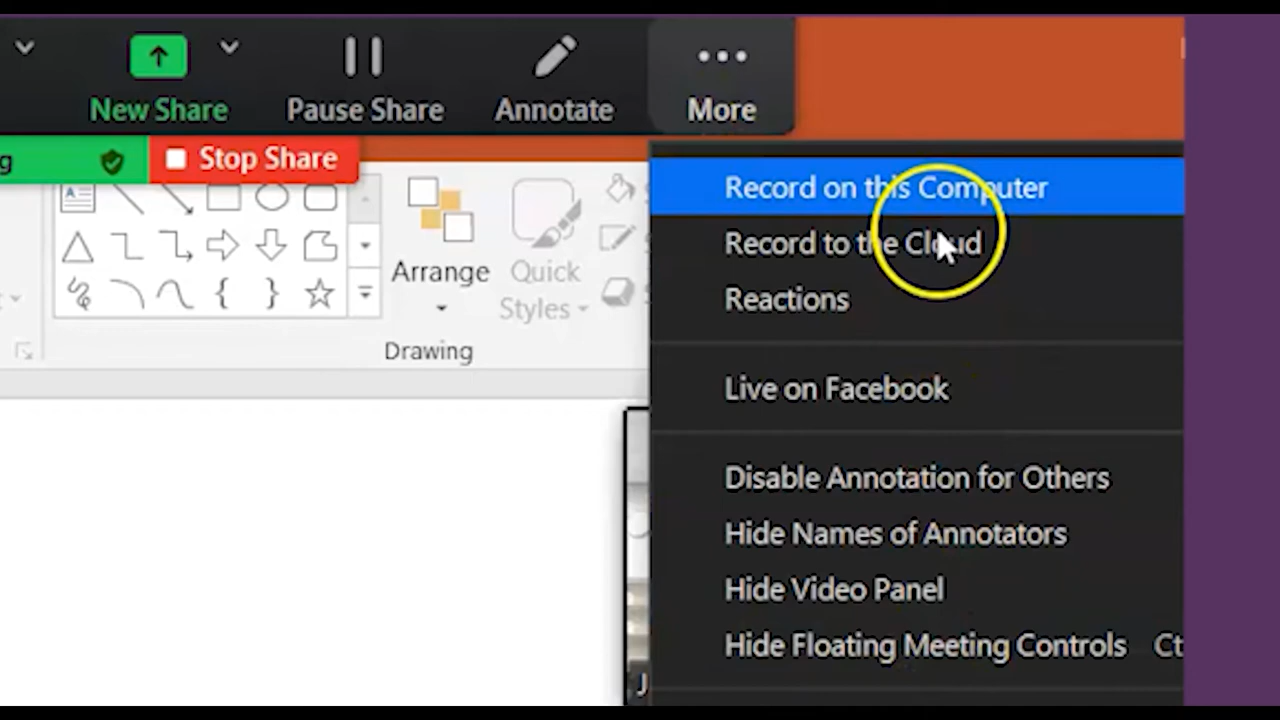 New Share
Pause Share
Annotate
More
g
Stop Share
Record on this Computer
Record to the Cloud
Reactions
Live on Facebook
Disable Annotation for Others
Hide Names of Annotators
Hide Video Panel
Hide Floating Meeting Controls Ct
Arrange
Quick
Styles
Drawing
A
J